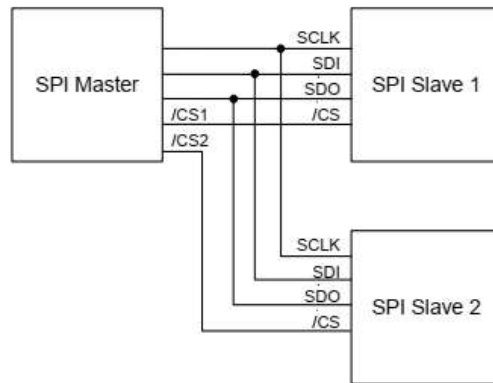 SCLK
SDI
SPI Master
SDO
SPI Slave 1
/CS1
/CS
/CS2
SCLK
SDI
SDO
SPI Slave 2
/CS